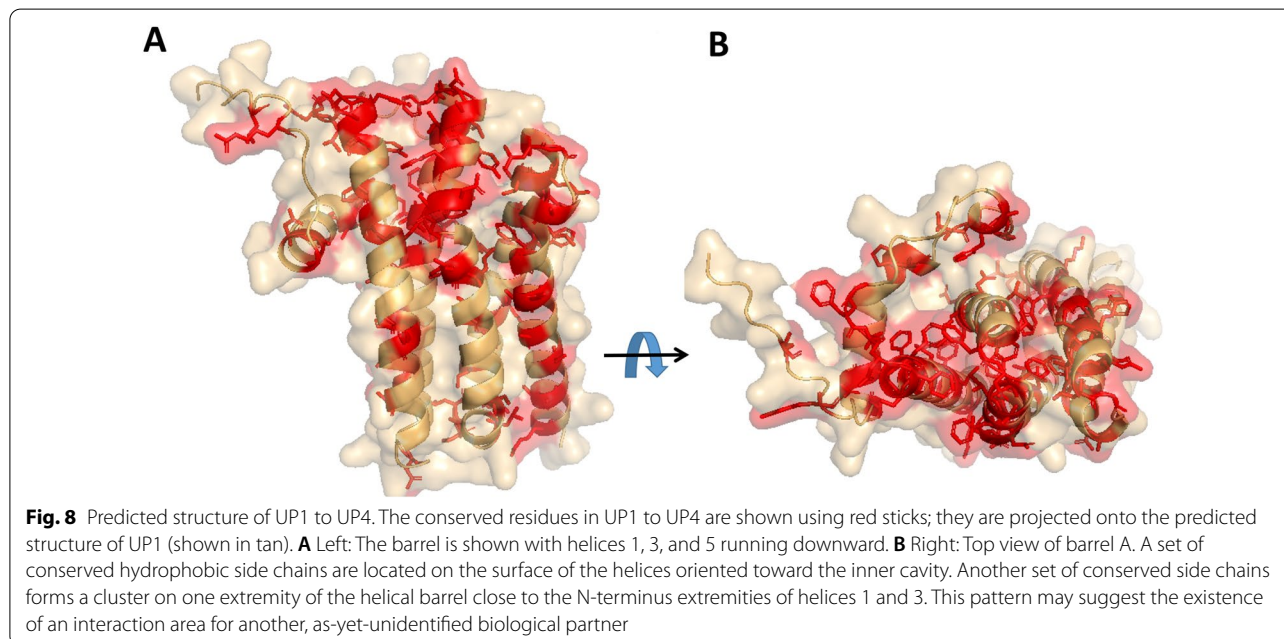 A
B
Fig. 8 Predicted structure of UP1 to UP4. The conserved residues in UP1 to UP4 are shown using red sticks; they are projected onto the predicted
structure of UP1 (shown in tan). A Left: The barrel is shown with helices 1, 3, and 5 running downward. B Right: Top view of barrel A. A set of
conserved hydrophobic side chains are located on the surface of the helices oriented toward the inner cavity. Another set of conserved side chains
forms a cluster on one extremity of the helical barrel close to the N-terminus extremities of helices 1 and 3. This pattern may suggest the existence
of an interaction area for another, as-yet-unidentified biological partner